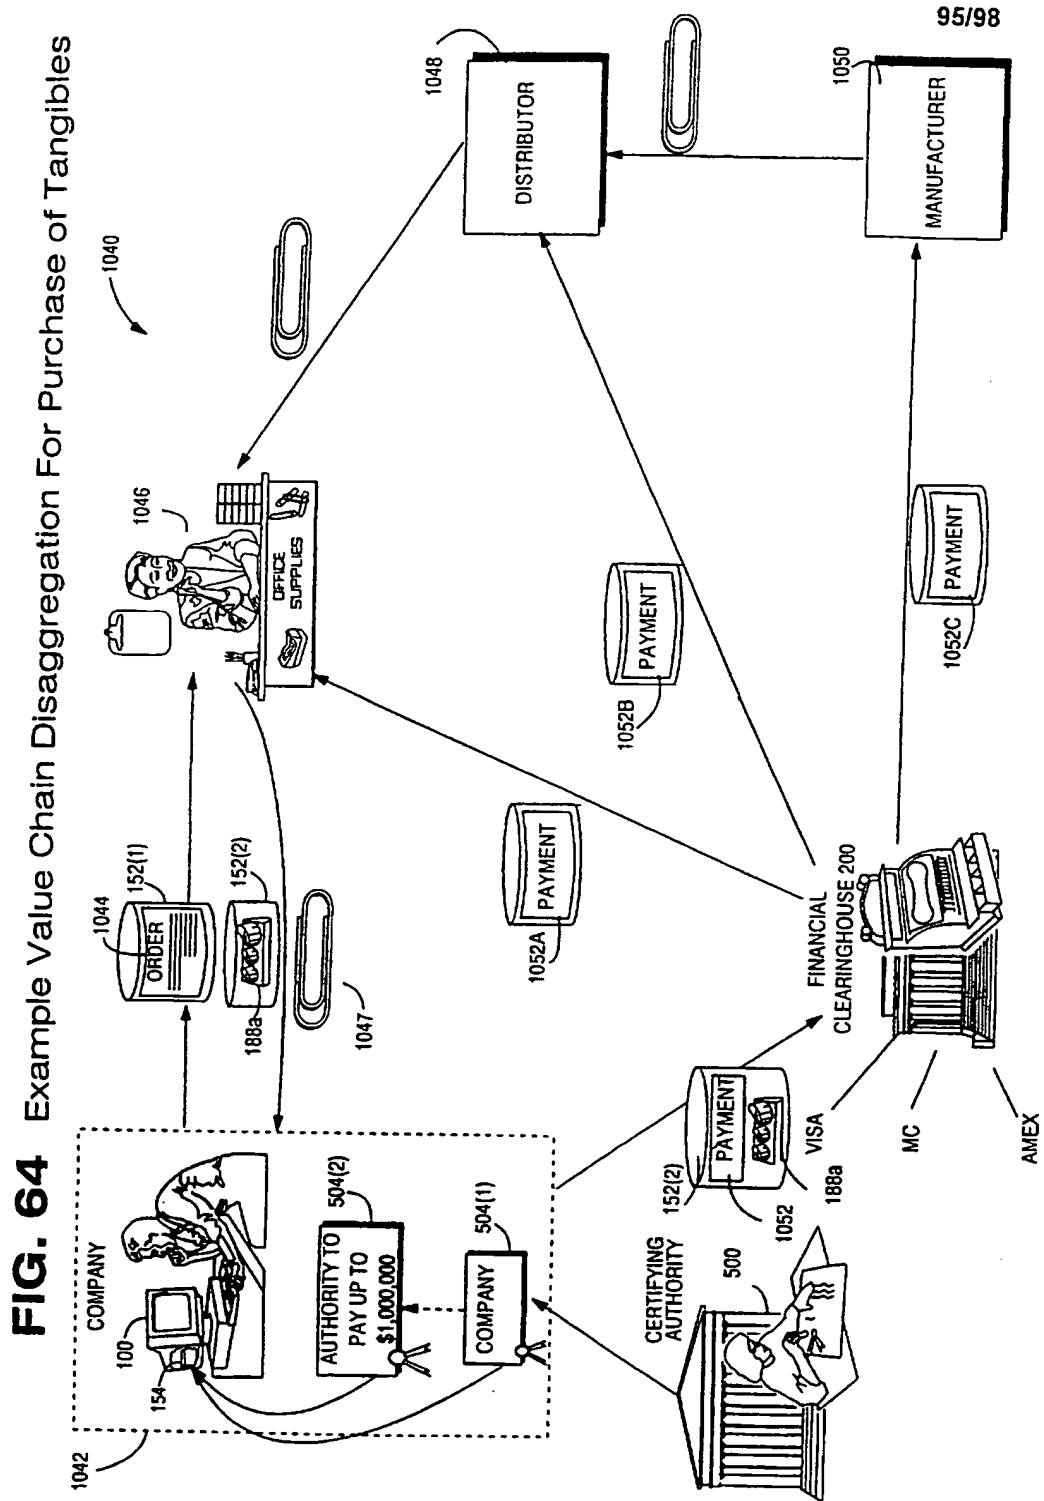 95/98
FIG. 64 Example Value Chain Disaggregation For Purchase of Tangibles
1040
1042
COMPANY
100
154
AUTHORITY TO
PAY UP TO
$1,000,000
504(2)
COMPANY
504(1)
1044
152(1)
ORDER
152(2)
188a
1047
1046
OFFICE
SUPPLIES
1048
DISTRIBUTOR
1050
MANUFACTURER
CERTIFYING
AUTHORITY
500
152(2)
PAYMENT
1052
188a
VISA
MC
AMEX
FINANCIAL
CLEARINGHOUSE 200
PAYMENT
1052A
PAYMENT
1052B
PAYMENT
1052C